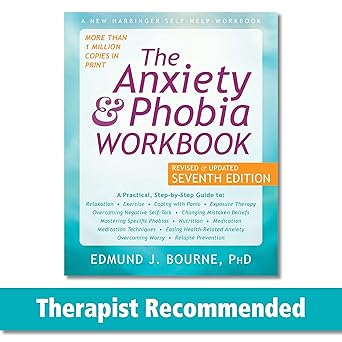 A NEW HARBINGER SELF-HELP WORKBOOK
MORE THAN
1 MILLION
COPIES IN
PRINT
The
Anxiety
& Phobia
WORKBOOK
REVISED & UPDATED
SEVENTH EDITION
A Practical, Step-by-Step Guide to:
Relaxation • Exercise • Coping with Panic • Exposure Therapy
Overcoming Negative Self-Talk • Changing Mistaken Beliefs
Mastering Specific Phobias • Nutrition • Medication
Meditation Techniques • Easing Health-Related Anxiety
Overcoming Worry • Relapse Prevention
EDMUND J. BOURNE, PhD
Therapist Recommended